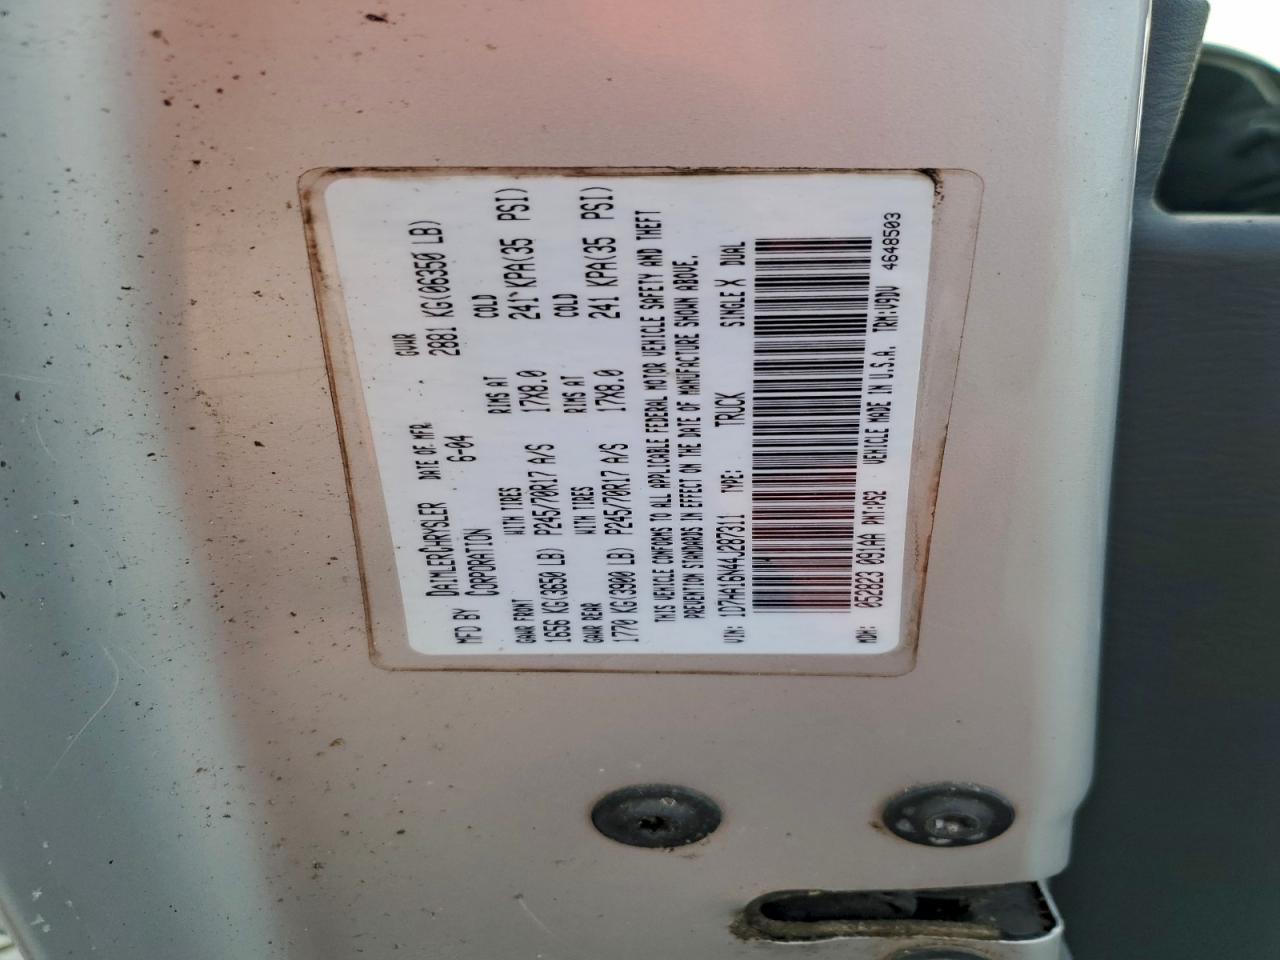 MFD BY DAIMLERCHRYSLER DATE OF MFR GVWR
CORPORATION 6-04 2881 KG(06350 LB)
GAWR FRONT WITH TIRES RIMS AT COLD
1656 KG(3650 LB) P245/70R17 A/S 17X8.0 241 KPA(35 PSI)
GAWR REAR WITH TIRES RIMS AT COLD
1770 KG(3900 LB) P245/70R17 A/S 17X8.0 241 KPA(35 PSI)
THIS VEHICLE CONFORMS TO ALL APPLICABLE FEDERAL MOTOR VEHICLE SAFETY AND THEFT
PREVENTION STANDARDS IN EFFECT ON THE DATE OF MANUFACTURE SHOWN ABOVE.
VIN: 1D7HA16N44J287311 TYPE: TRUCK SINGLE X DUAL
MDH: 052823 091AA PNT:PS2 VEHICLE MADE IN U.S.A. TRM:V9DV 4648503